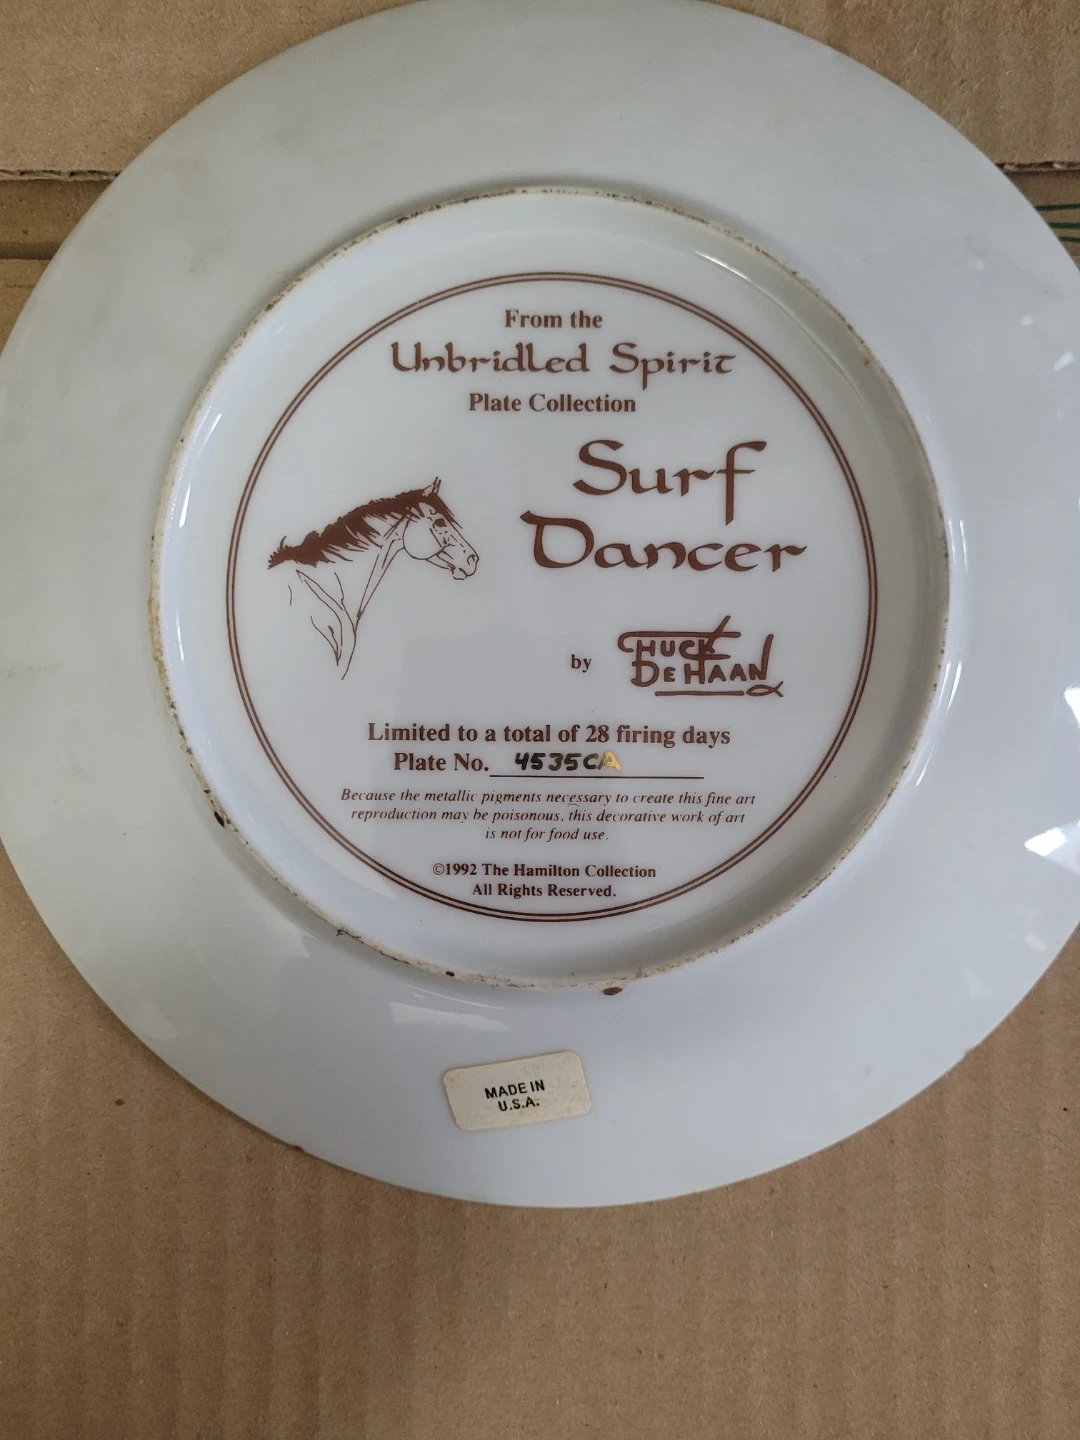 From the
Unbridled Spirit
Plate Collection
Surf
Dancer
by CHUCK
DEHAAN
Limited to a total of 28 firing days
Plate No. 4535CA
Because the metallic pigments necessary to create this fine art
reproduction may be poisonous, this decorative work of art
is not for food use.
©1992 The Hamilton Collection
All Rights Reserved.
MADE IN
U.S.A.